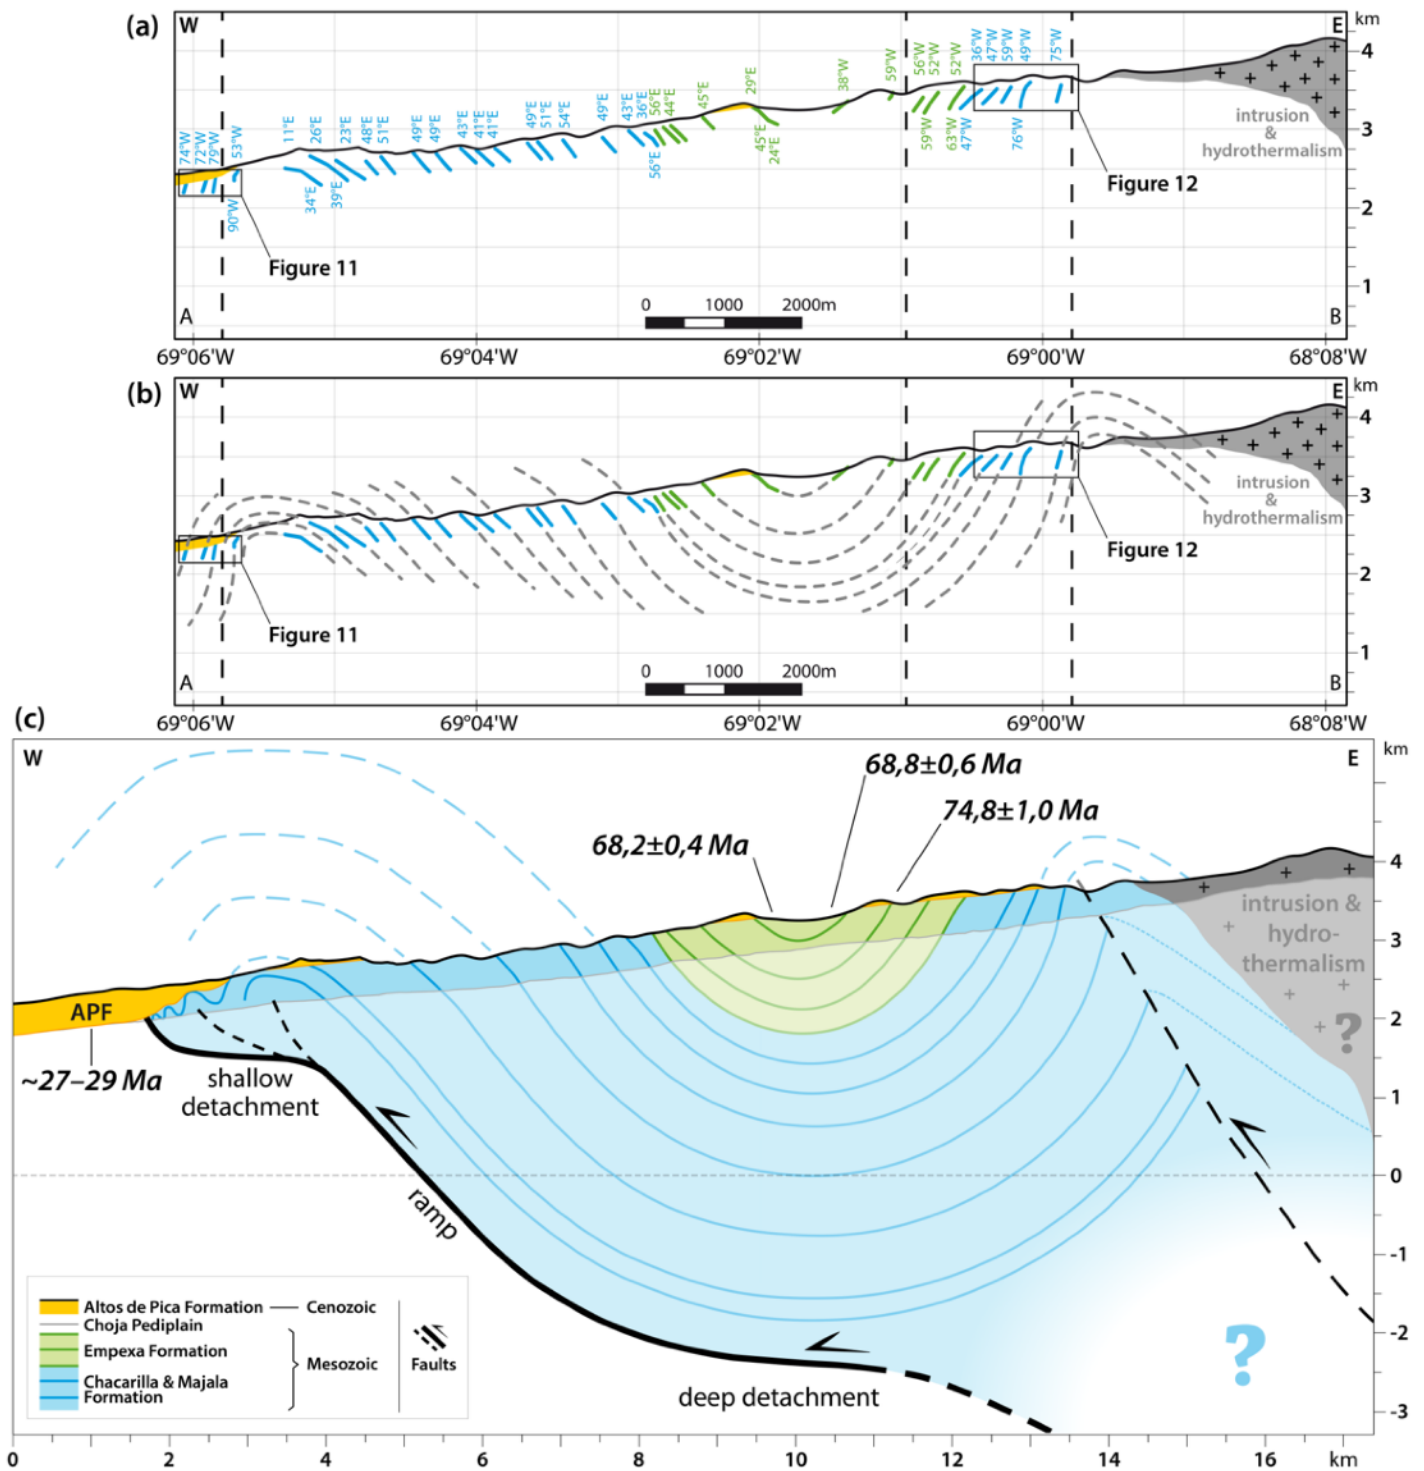 (a)
W
E
km
74°W
72°W
79°W
53°W
90°W
11°E
26°E
34°E
39°E
23°E
48°E
51°E
49°E
49°E
43°E
41°E
41°E
49°E
51°E
54°E
49°E
43°E
36°E
56°E
56°E
44°E
45°E
29°E
45°E
24°E
38°W
59°W
56°W
52°W
59°W
52°W
63°W
47°W
36°W
47°W
59°W
49°W
76°W
75°W
4
3
2
1
intrusion
&
hydrothermalism
Figure 12
Figure 11
0 1000 2000m
A
B
69°06'W 69°04'W 69°02'W 69°00'W 68°08'W
(b)
W
E
km
4
3
2
1
intrusion
&
hydrothermalism
Figure 12
Figure 11
0 1000 2000m
A
B
69°06'W 69°04'W 69°02'W 69°00'W 68°08'W
(c)
W
E
km
68,8±0,6 Ma
74,8±1,0 Ma
68,2±0,4 Ma
4
3
2
1
0
-1
-2
-3
intrusion &
hydro-
thermalism
?
APF
~27–29 Ma
shallow
detachment
ramp
deep detachment
?
Altos de Pica Formation
Cenozoic
Choja Pediplain
Empexa Formation
Mesozoic
Chacarilla & Majala
Formation
Faults
0 2 4 6 8 10 12 14 16 km